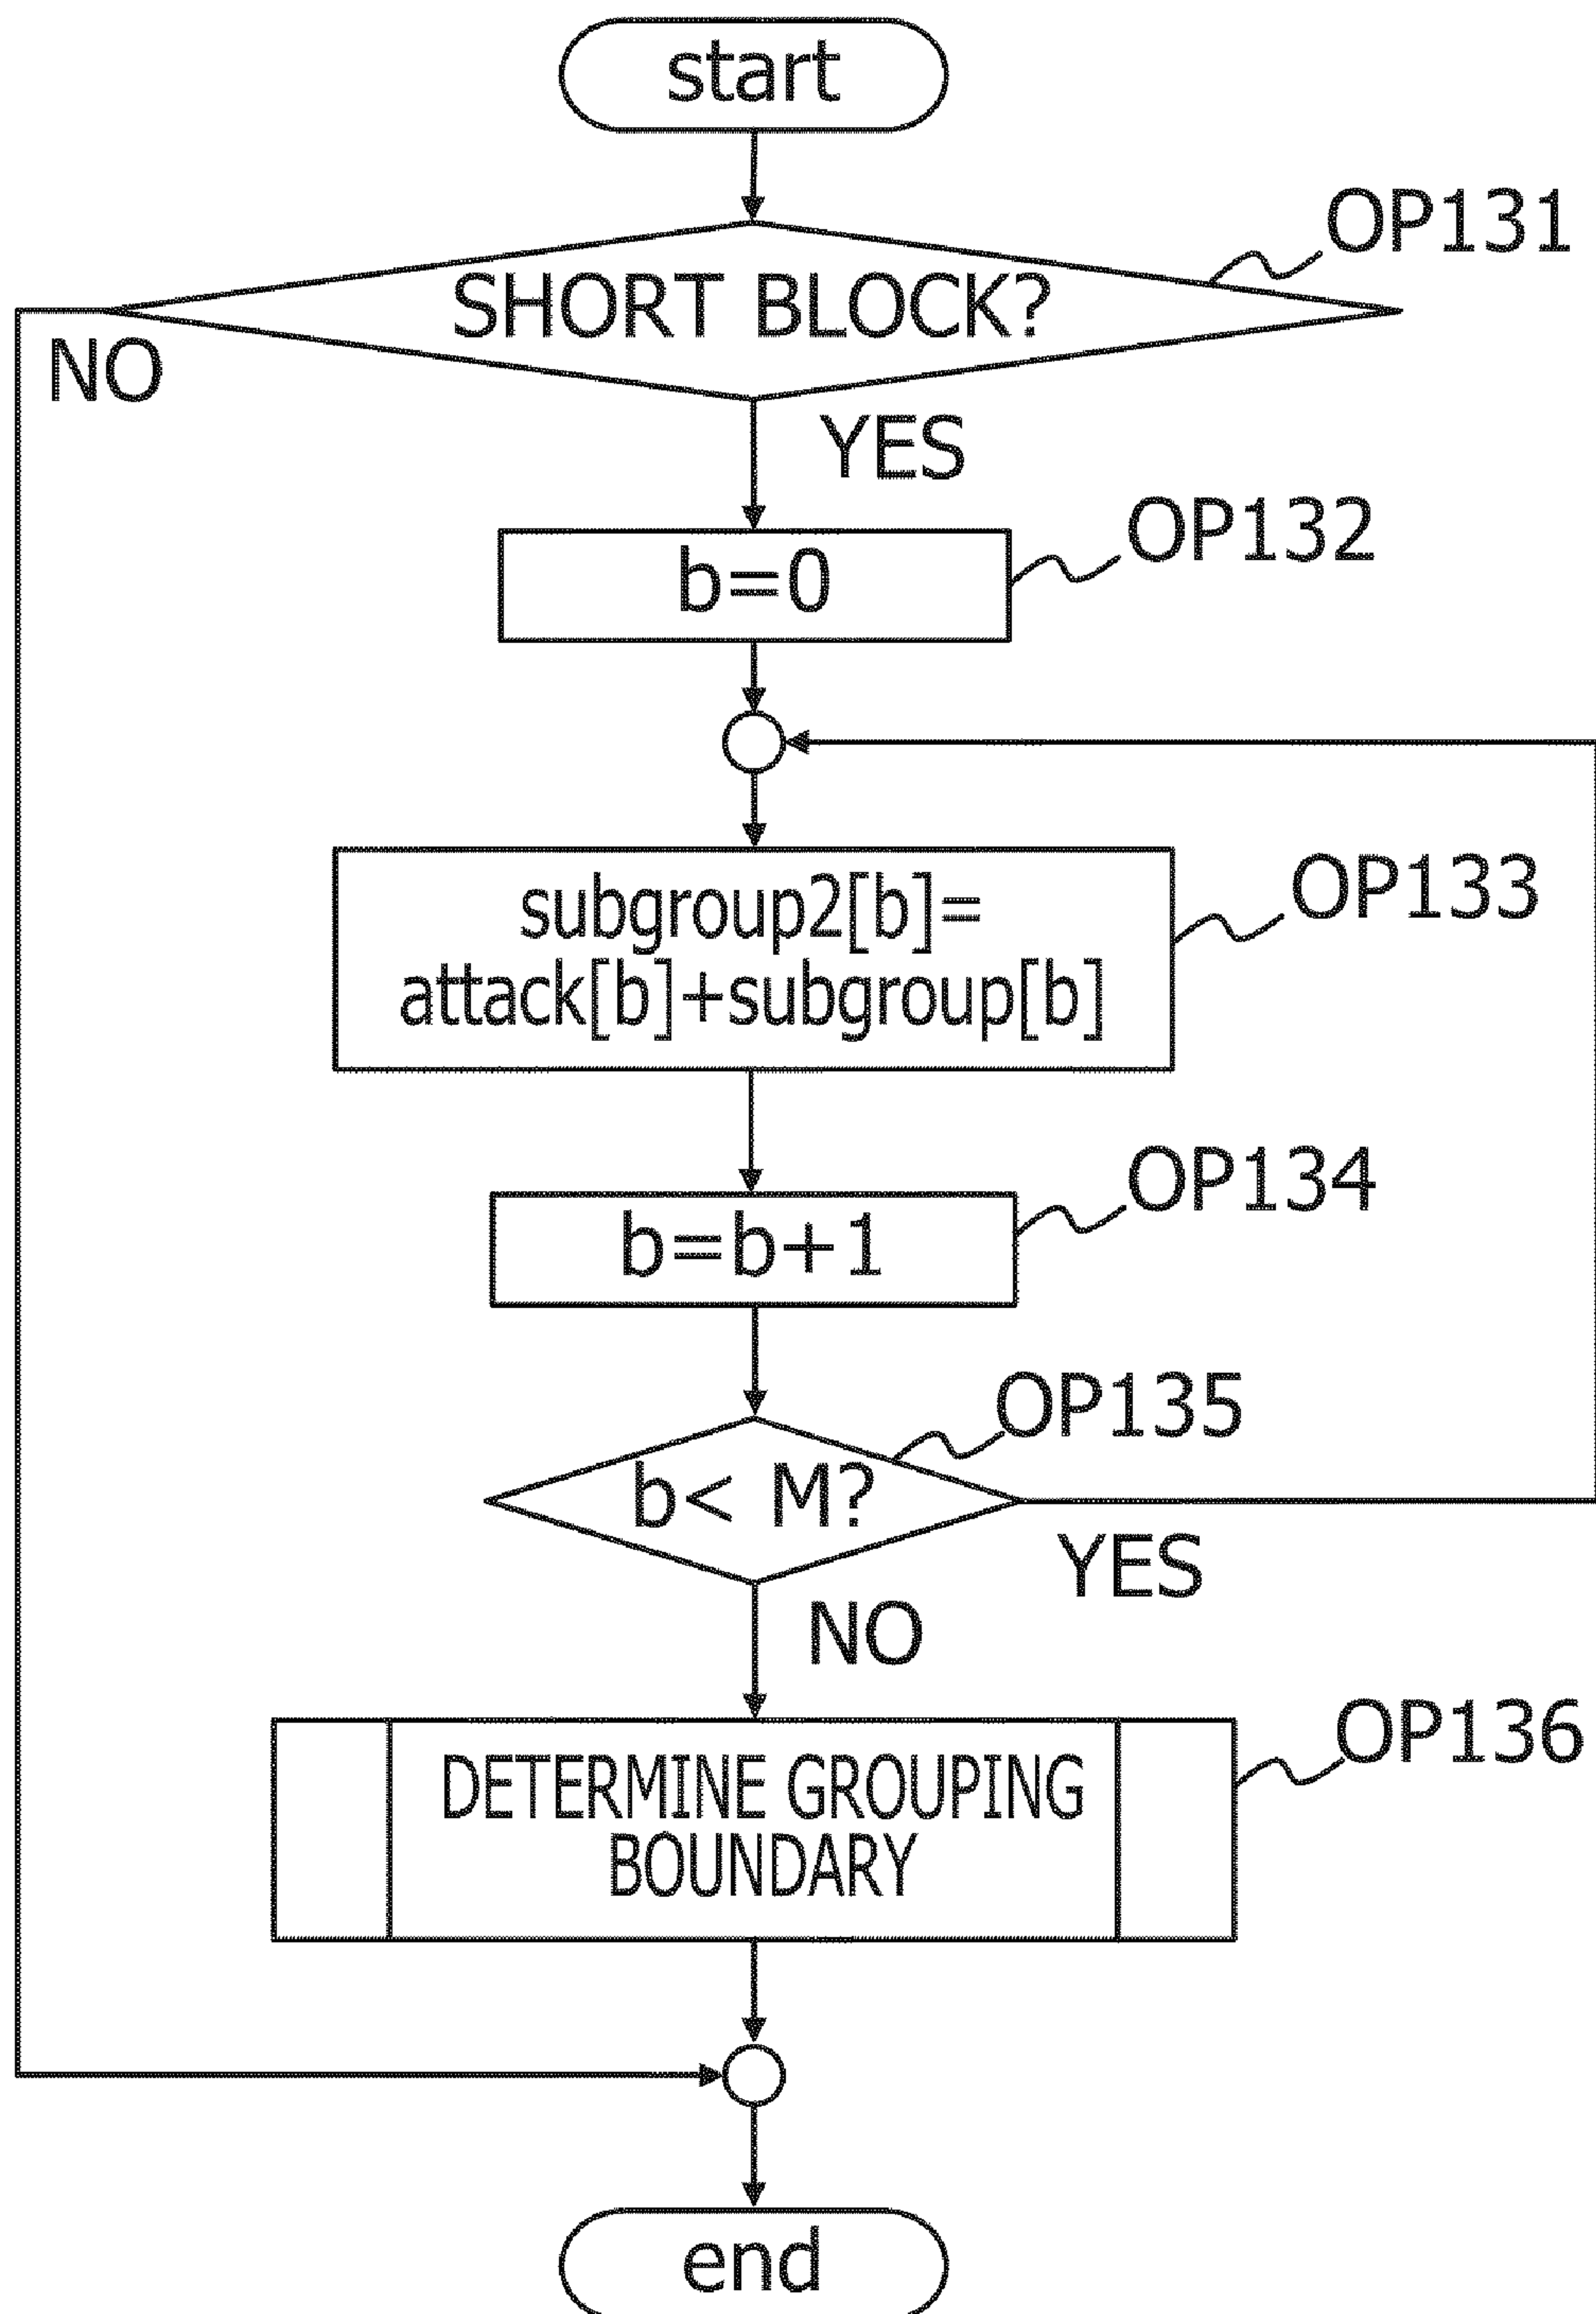 start
OP131
SHORT BLOCK?
NO
YES
OP132
b=0
OP133
subgroup2[b]=
attack[b]+subgroup[b]
OP134
b=b+1
OP135
b< M?
YES
NO
OP136
DETERMINE GROUPING
BOUNDARY
end